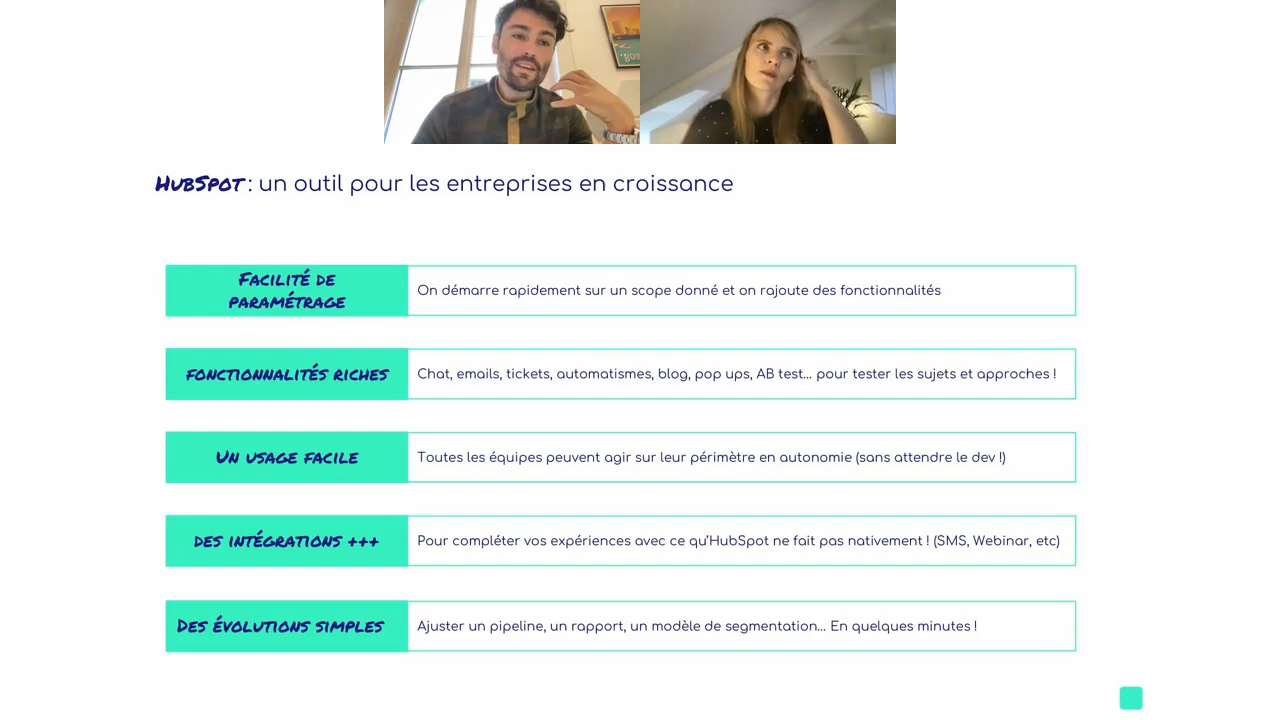 HubSpot : un outil pour les entreprises en croissance
Facilité de
paramétrage
On démarre rapidement sur un scope donné et on rajoute des fonctionnalités
fonctionnalités riches
Chat, emails, tickets, automatismes, blog, pop ups, AB test... pour tester les sujets et approches !
Un usage facile
Toutes les équipes peuvent agir sur leur périmètre en autonomie (sans attendre le dev !)
des intégrations +++
Pour compléter vos expériences avec ce qu'HubSpot ne fait pas nativement ! (SMS, Webinar, etc)
Des évolutions simples
Ajuster un pipeline, un rapport, un modèle de segmentation... En quelques minutes !